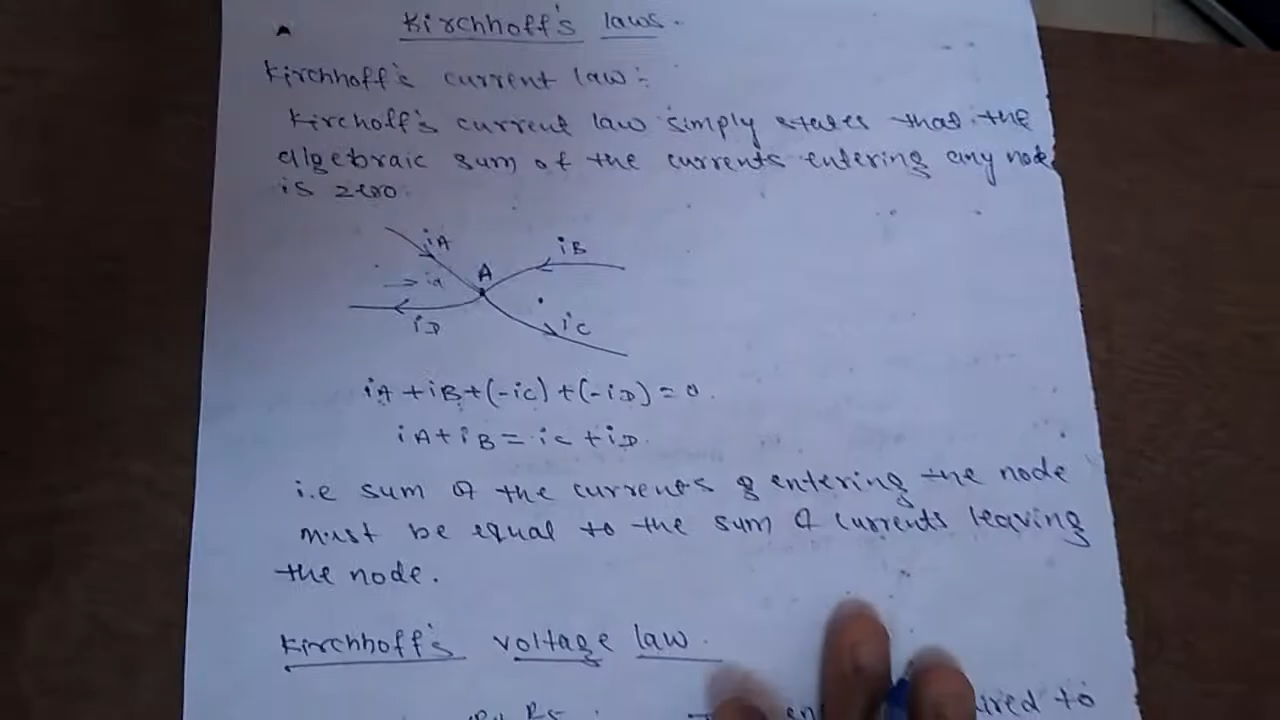 Kirchhoff's laws.
Kirchhoff's current law:
Kirchoff's current law simply states that the
algebraic sum of the currents entering any node
is zero.
iA
iB
A
iD
iC
iA + iB + (-iC) + (-iD) = 0.
iA + iB = iC + iD.
i.e sum of the currents entering the node
must be equal to the sum of currents leaving
the node.
Kirchhoff's voltage law.
to